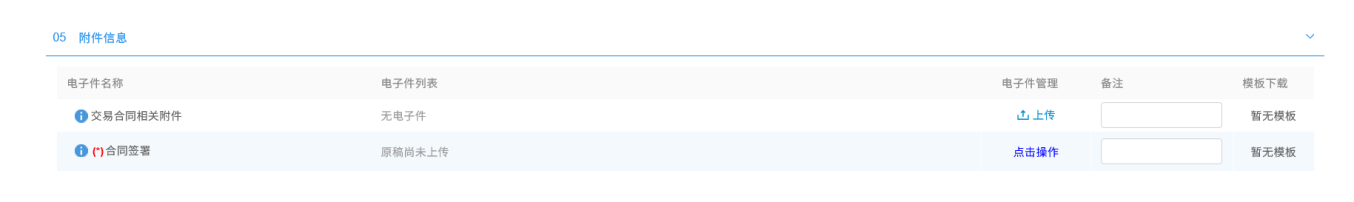 05 附件信息
电子件名称 电子件列表 电子件管理 备注 模板下载
交易合同相关附件 无电子件 上传 暂无模板
(*)合同签署 原稿尚未上传 点击操作 暂无模板